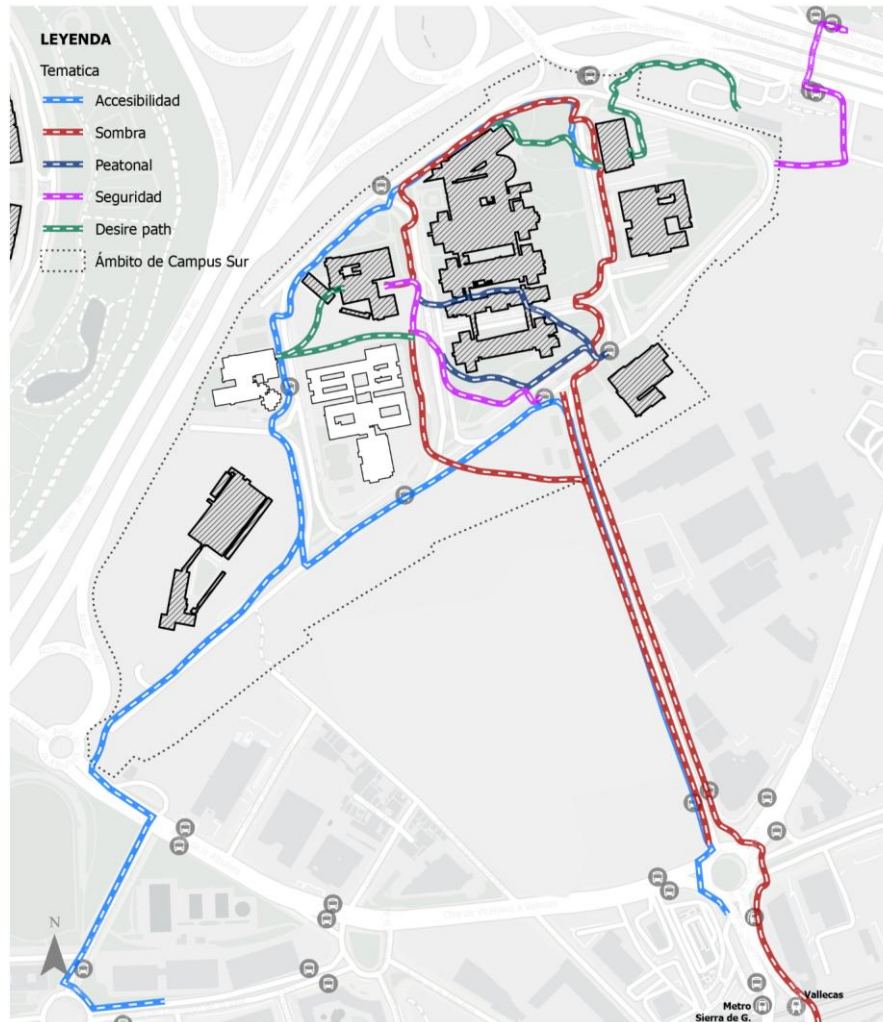 LEYENDA
Tematica
Accesibilidad
Sombra
Peatonal
Seguridad
Desire path
Ámbito de Campus Sur
N
Vallecas
Metro
Sierra de G.